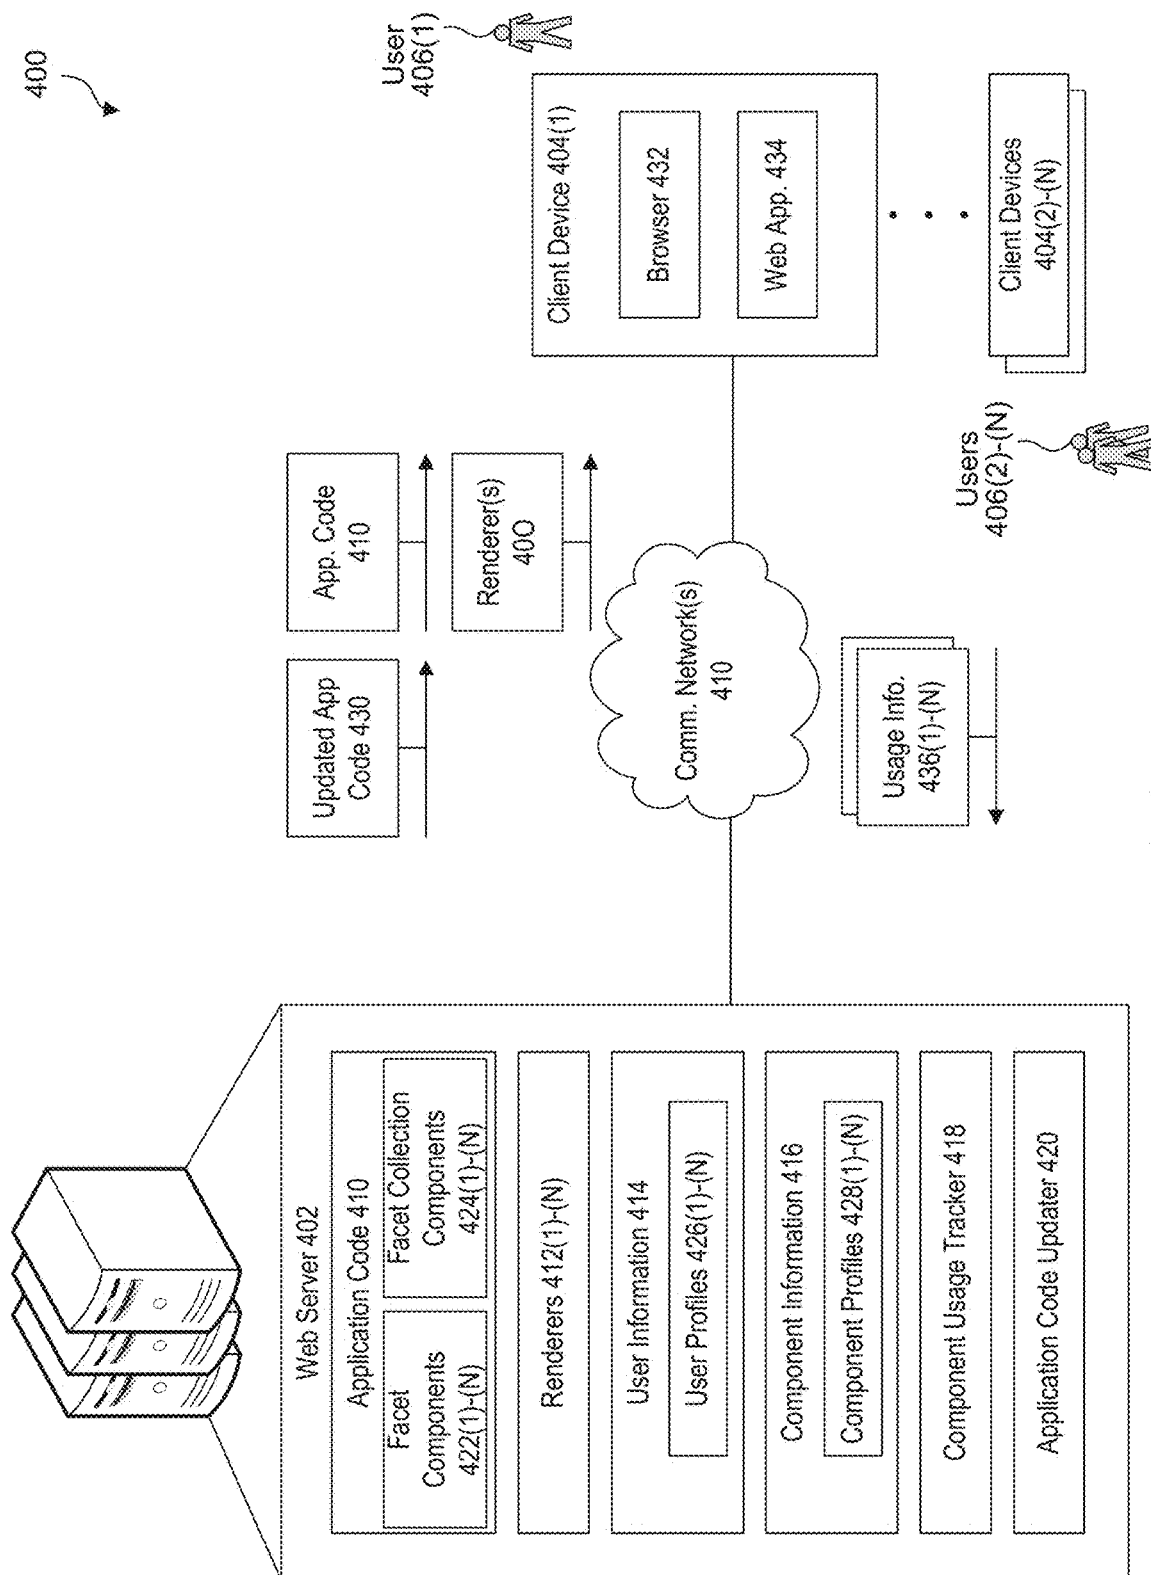 400
Web Server 402
Application Code 410
Facet
Components
422(1)-(N)
Facet Collection
Components
424(1)-(N)
Renderers 412(1)-(N)
User Information 414
User Profiles 426(1)-(N)
Component Information 416
Component Profiles 428(1)-(N)
Component Usage Tracker 418
Application Code Updater 420
Updated App
Code 430
App. Code
410
Renderer(s)
40O
Comm. Network(s)
410
Usage Info.
436(1)-(N)
User
406(1)
Client Device 404(1)
Browser 432
Web App. 434
Users
406(2)-(N)
Client Devices
404(2)-(N)